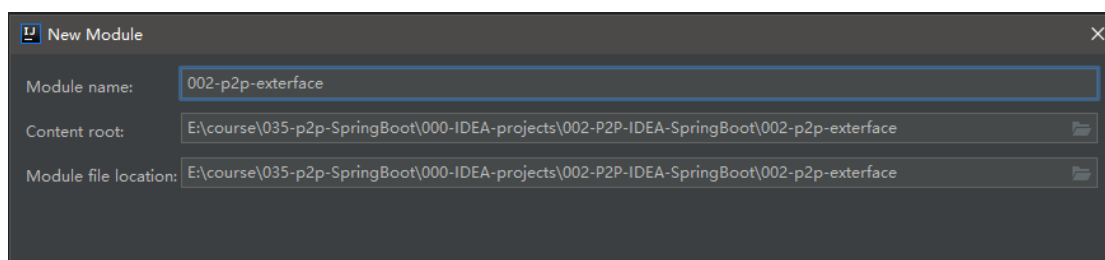 New Module
Module name: 002-p2p-exterface
Content root: E:\course\035-p2p-SpringBoot\000-IDEA-projects\002-P2P-IDEA-SpringBoot\002-p2p-exterface
Module file location: E:\course\035-p2p-SpringBoot\000-IDEA-projects\002-P2P-IDEA-SpringBoot\002-p2p-exterface